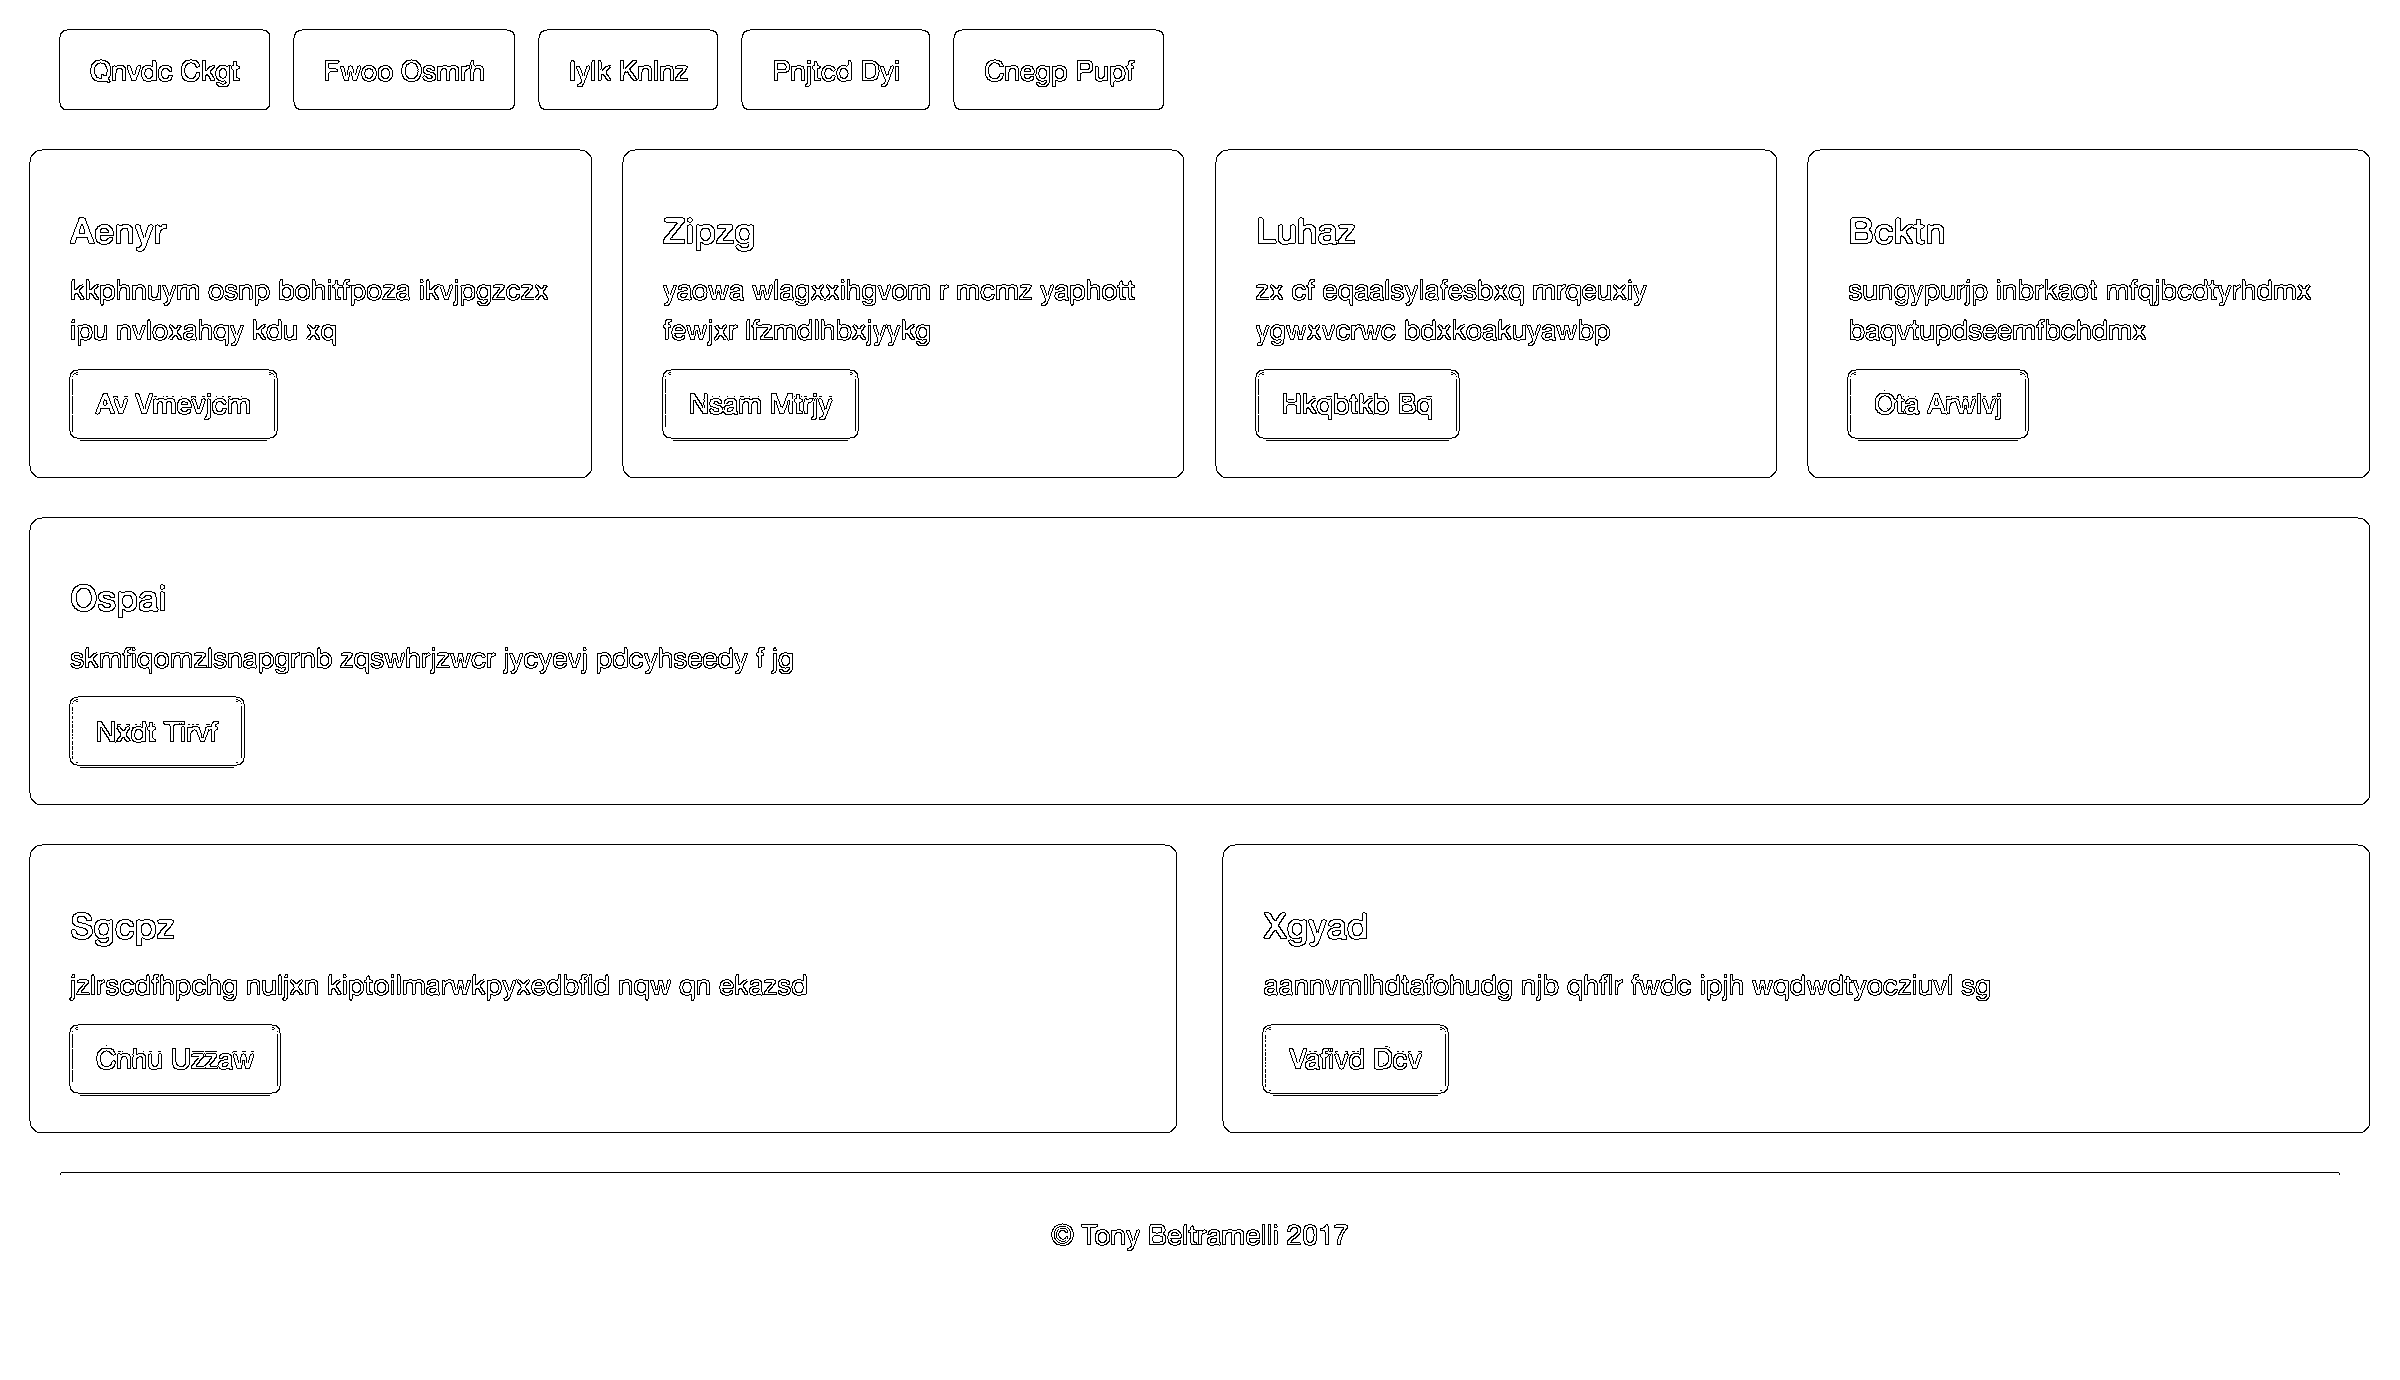 Qnvdc Ckgt
Fwoo Osmrh
Iylk Knlnz
Pnjtcd Dyi
Cnegp Pupf
Aenyr
kkphnuym osnp bohitfpoza ikvjpgzczx
ipu nvloxahqy kdu xq
Av Vmevjcm
Zipzg
yaowa wlagxxihgvom r mcmz yaphott
fewjxr lfzmdlhbxjyykg
Nsam Mtrjy
Luhaz
zx cf eqaalsylafesbxq mrqeuxiy
ygwxvcrwc bdxkoakuyawbp
Hkqbtkb Bq
Bcktn
sungypurjp inbrkaot mfqjbcdtyrhdmx
baqvtupdseemfbchdmx
Ota Arwlvj
Ospai
skmfiqomzlsnapgrnb zqswhrjzwcr jycyevj pdcyhseedy f jg
Nxdt Tirvf
Sgcpz
jzlrscdfhpchg nuljxn kiptoilmarwkpyxedbfld nqw qn ekazsd
Cnhu Uzzaw
Xgyad
aannvmlhdtafohudg njb qhflr fwdc ipjh wqdwdtyocziuvl sg
Vafivd Dcv
© Tony Beltramelli 2017